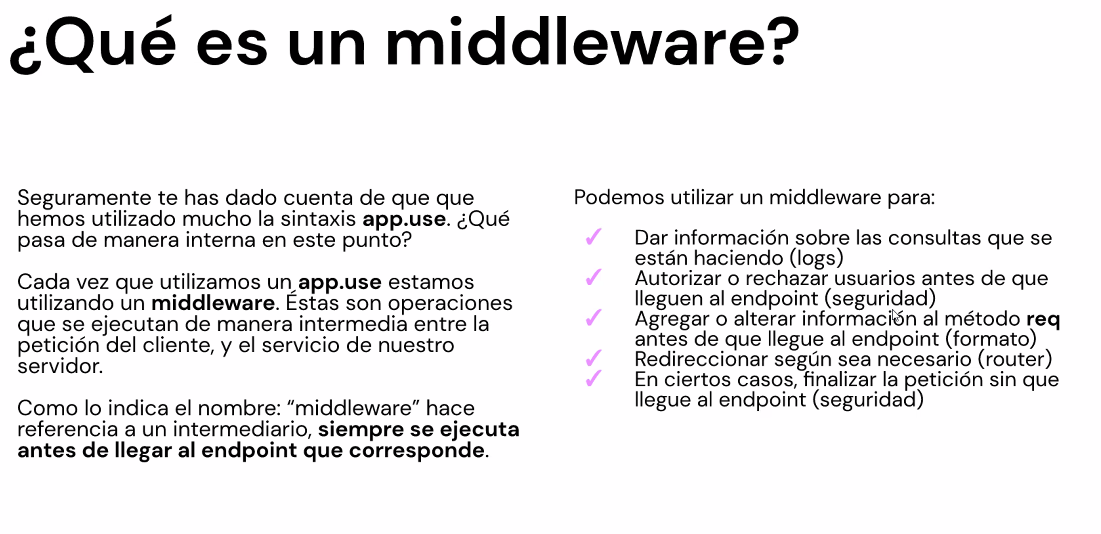 ¿Qué es un middleware?
Seguramente te has dado cuenta de que que
hemos utilizado mucho la sintaxis app.use. ¿Qué
pasa de manera interna en este punto?
Cada vez que utilizamos un app.use estamos
utilizando un middleware. Éstas son operaciones
que se ejecutan de manera intermedia entre la
petición del cliente, y el servicio de nuestro
servidor.
Como lo indica el nombre: “middleware” hace
referencia a un intermediario, siempre se ejecuta
antes de llegar al endpoint que corresponde.
Podemos utilizar un middleware para:
✓ Dar información sobre las consultas que se
están haciendo (logs)
✓ Autorizar o rechazar usuarios antes de que
lleguen al endpoint (seguridad)
✓ Agregar o alterar información al método req
antes de que llegue al endpoint (formato)
✓ Redireccionar según sea necesario (router)
✓ En ciertos casos, finalizar la petición sin que
llegue al endpoint (seguridad)